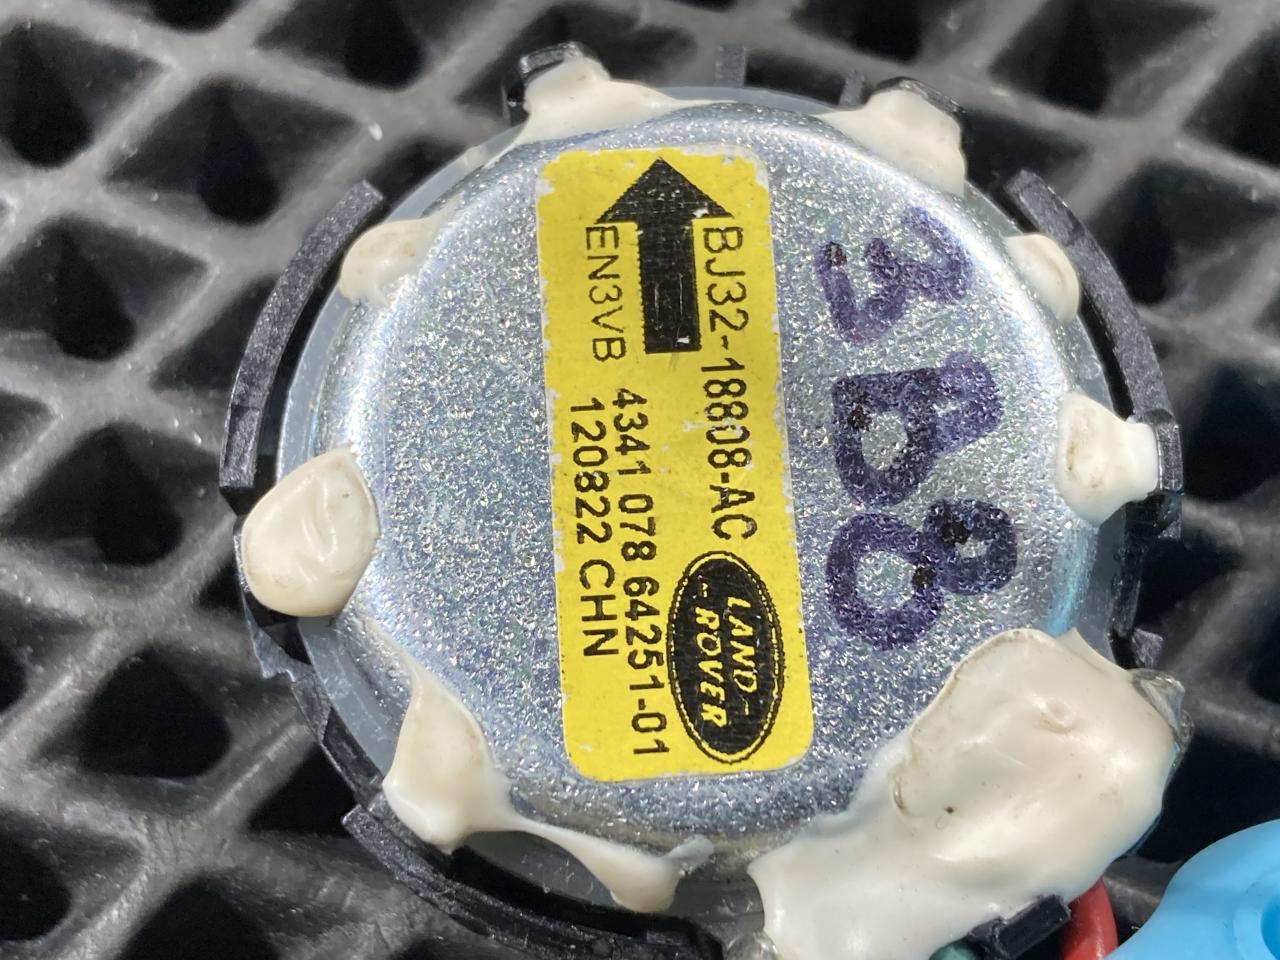 BJ32-18808-AC
LAND
ROVER
EN3VB
4341 078 64251-01
120822 CHN
3B8